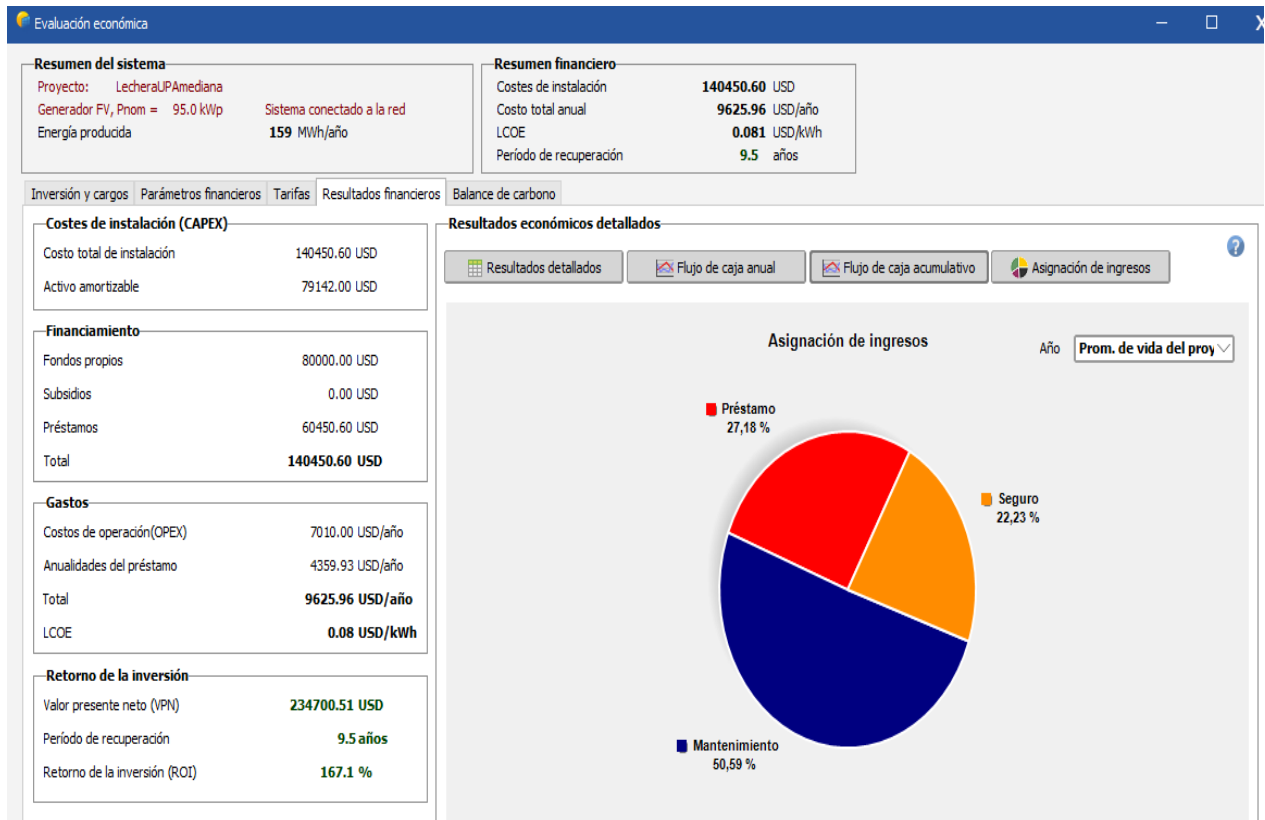 Evaluación económica
Resumen del sistema
Proyecto: LecheraUPAmediana
Generador FV, Pnom = 95.0 kWp Sistema conectado a la red
Energía producida 159 MWh/año
Resumen financiero
Costes de instalación 140450.60 USD
Costo total anual 9625.96 USD/año
LCOE 0.081 USD/kWh
Período de recuperación 9.5 años
Inversión y cargos Parámetros financieros Tarifas Resultados financieros Balance de carbono
Costes de instalación (CAPEX)
Costo total de instalación 140450.60 USD
Activo amortizable 79142.00 USD
Financiamiento
Fondos propios 80000.00 USD
Subsidios 0.00 USD
Préstamos 60450.60 USD
Total 140450.60 USD
Gastos
Costos de operación(OPEX) 7010.00 USD/año
Anualidades del préstamo 4359.93 USD/año
Total 9625.96 USD/año
LCOE 0.08 USD/kWh
Retorno de la inversión
Valor presente neto (VPN) 234700.51 USD
Período de recuperación 9.5 años
Retorno de la inversión (ROI) 167.1 %
Resultados económicos detallados
Resultados detallados Flujo de caja anual Flujo de caja acumulativo Asignación de ingresos
Asignación de ingresos
Año Prom. de vida del proy
Préstamo
27,18 %
Seguro
22,23 %
Mantenimiento
50,59 %